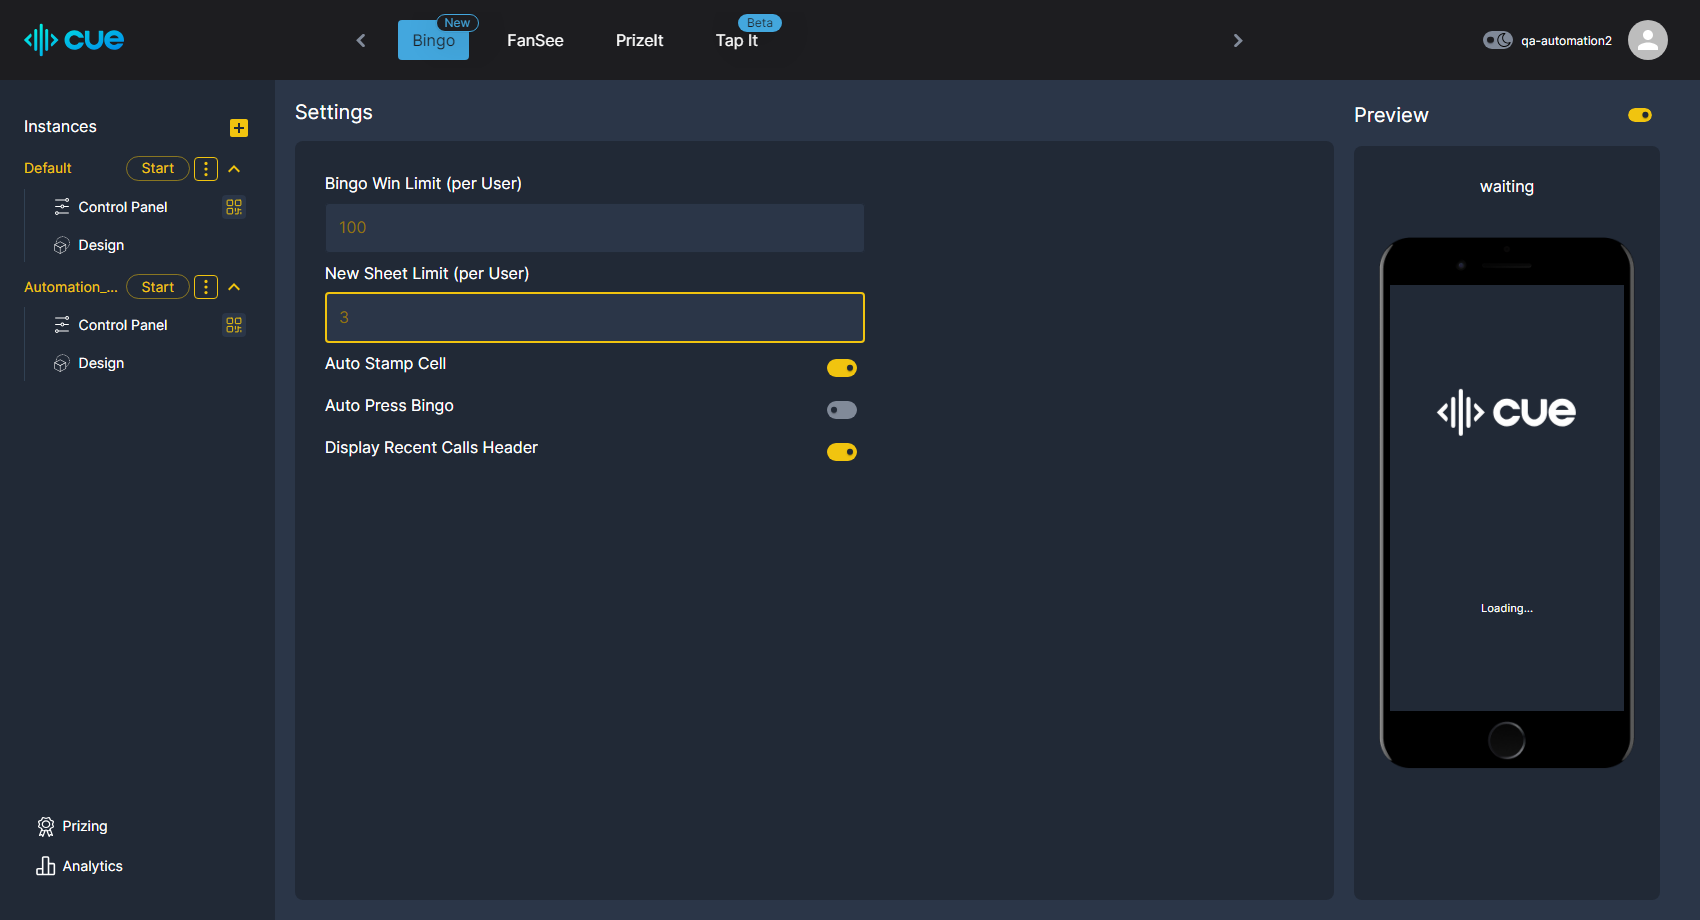 cue
New
Bingo
FanSee
PrizeIt
Beta
Tap It
qa-automation2
Instances
Default
Start
Control Panel
Design
Automation_...
Start
Control Panel
Design
Prizing
Analytics
Settings
Bingo Win Limit (per User)
100
New Sheet Limit (per User)
3
Auto Stamp Cell
Auto Press Bingo
Display Recent Calls Header
Preview
waiting
cue
Loading...